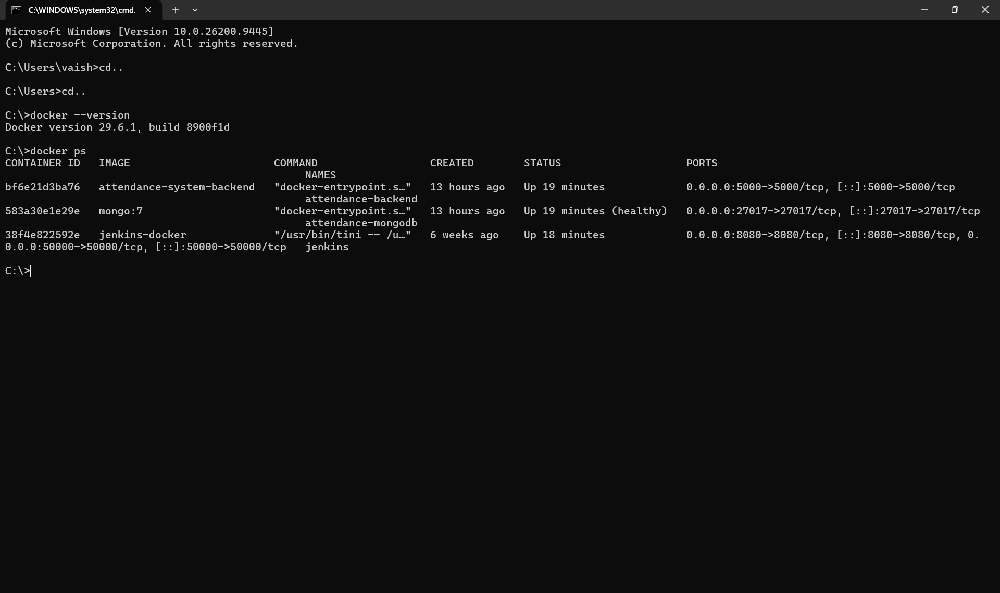 C:\WINDOWS\system32\cmd.
Microsoft Windows [Version 10.0.26200.9445]
(c) Microsoft Corporation. All rights reserved.
C:\Users\vaish>cd..
C:\Users>cd..
C:\>docker --version
Docker version 29.6.1, build 8900f1d
C:\>docker ps
CONTAINER ID   IMAGE                       COMMAND                  CREATED        STATUS                    PORTS
                                                NAMES
bf6e21d3ba76   attendance-system-backend   "docker-entrypoint.s…"   13 hours ago   Up 19 minutes             0.0.0.0:5000->5000/tcp, [::]:5000->5000/tcp
                                                attendance-backend
583a30e1e29e   mongo:7                     "docker-entrypoint.s…"   13 hours ago   Up 19 minutes (healthy)   0.0.0.0:27017->27017/tcp, [::]:27017->27017/tcp
                                                attendance-mongodb
38f4e822592e   jenkins-docker              "/usr/bin/tini -- /u…"   6 weeks ago    Up 18 minutes             0.0.0.0:8080->8080/tcp, [::]:8080->8080/tcp, 0.
0.0.0:50000->50000/tcp, [::]:50000->50000/tcp   jenkins
C:\>